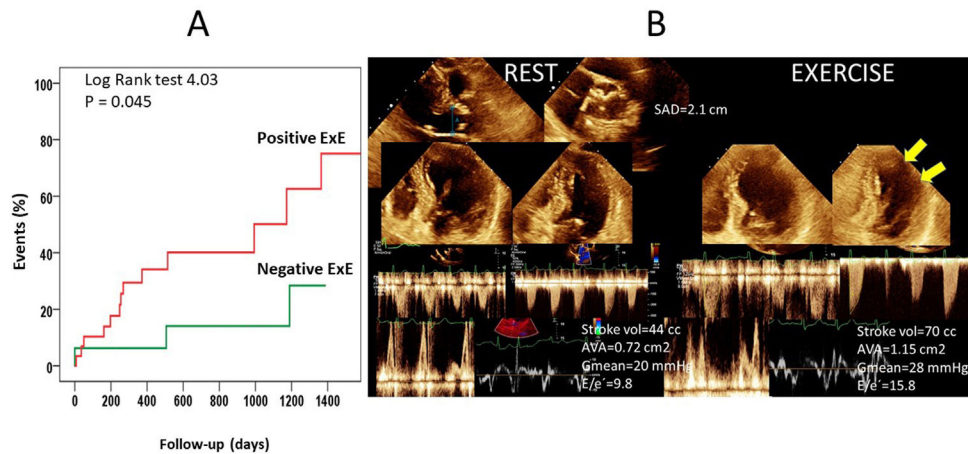 A
B
Log Rank test 4.03
P = 0.045
Positive ExE
Negative ExE
Events (%)
100
80
60
40
20
0
0 200 400 600 800 1000 1200 1400
Follow-up (days)
REST
EXERCISE
SAD=2.1 cm
Stroke vol=44 cc
AVA=0.72 cm2
Gmean=20 mmHg
E/e´=9.8
Stroke vol=70 cc
AVA=1.15 cm2
Gmean=28 mmHg
E/e´=15.8